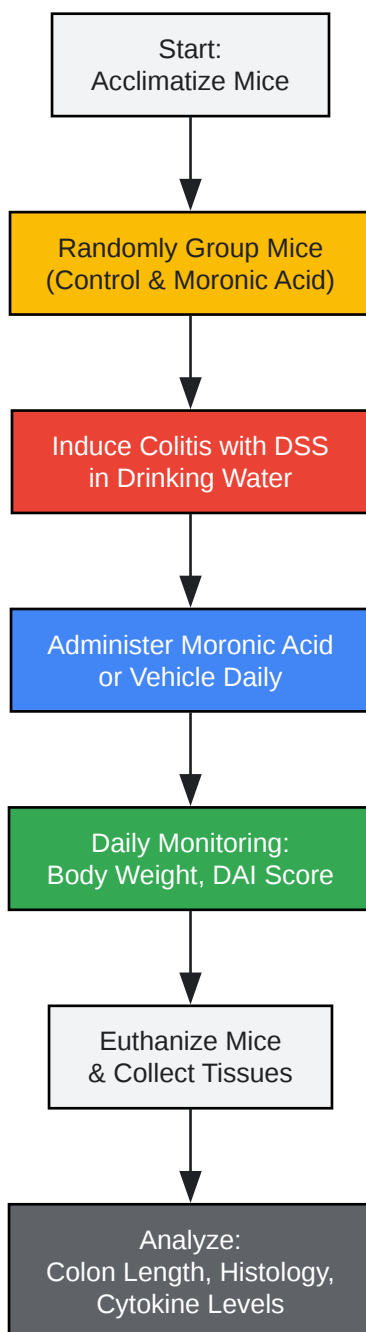 Start:
Acclimatize Mice
Randomly Group Mice
(Control & Moronic Acid)
Induce Colitis with DSS
in Drinking Water
Administer Moronic Acid
or Vehicle Daily
Daily Monitoring:
Body Weight, DAI Score
Euthanize Mice
& Collect Tissues
Analyze:
Colon Length, Histology,
Cytokine Levels